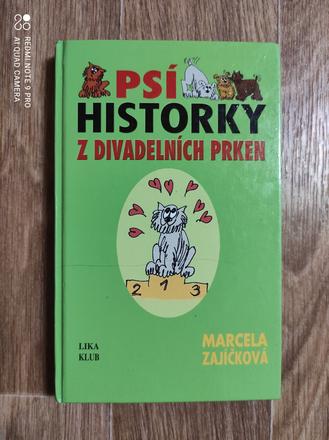 REDMI NOTE 9 PRO
AI QUAD CAMERA
PSÍ
HISTORKY
Z DIVADELNÍCH PRKEN
2 1 3
MARCELA
ZAJÍČKOVÁ
LIKA
KLUB